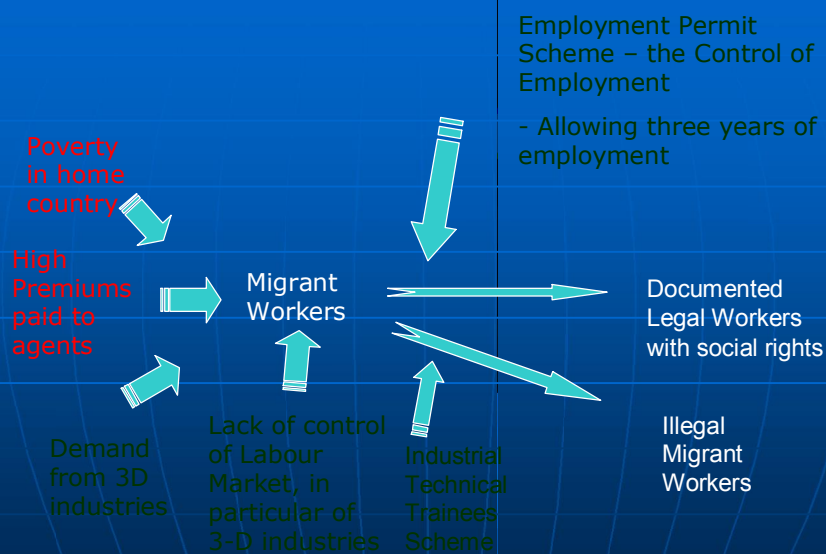 Employment Permit
Scheme – the Control of
Employment
- Allowing three years of
employment
Poverty
in home
country
High
Premiums
paid to
agents
Migrant
Workers
Documented
Legal Workers
with social rights
Demand
from 3D
industries
Lack of control
of Labour
Market, in
particular of
3-D industries
Industrial
Technical
Trainees
Scheme
Illegal
Migrant
Workers